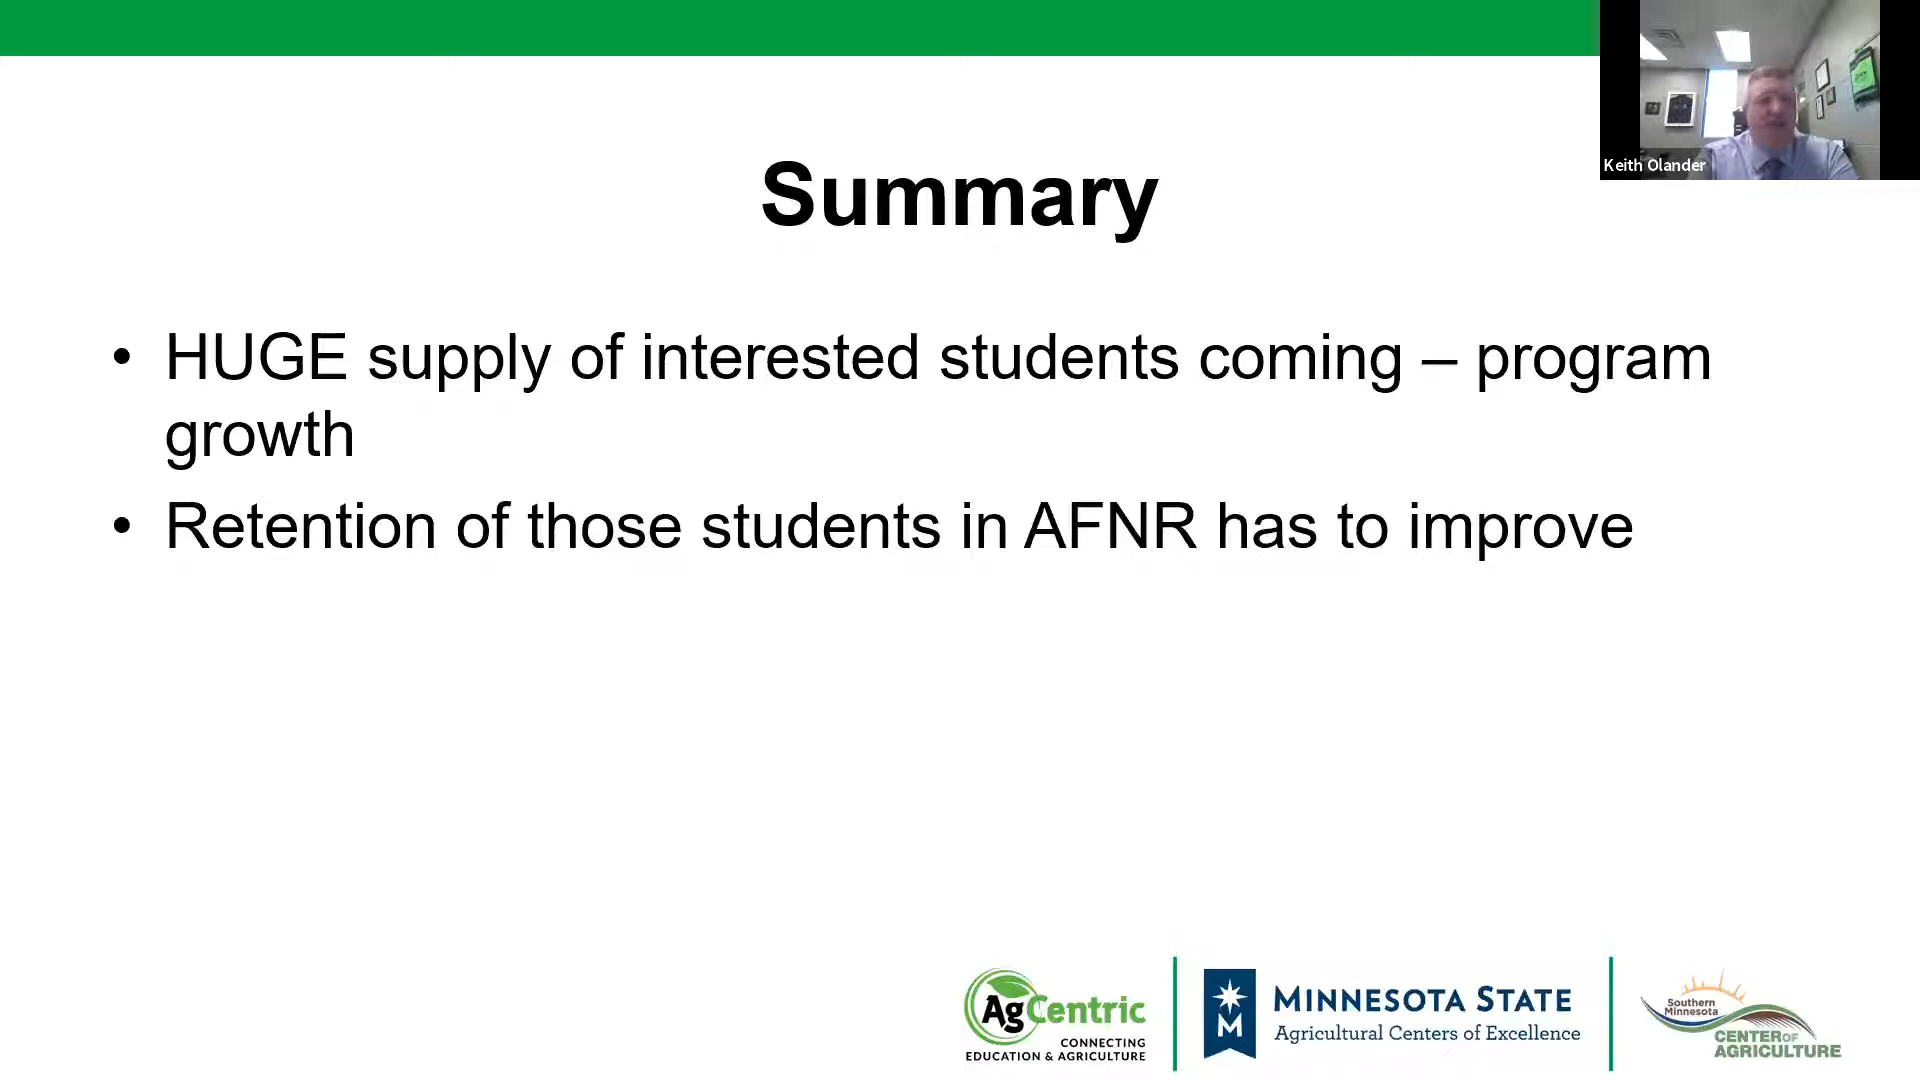 Keith Olander
Summary
• HUGE supply of interested students coming – program
growth
• Retention of those students in AFNR has to improve
AgCentric
CONNECTING
EDUCATION & AGRICULTURE
M
MINNESOTA STATE
Agricultural Centers of Excellence
Southern
Minnesota
CENTER OF
AGRICULTURE